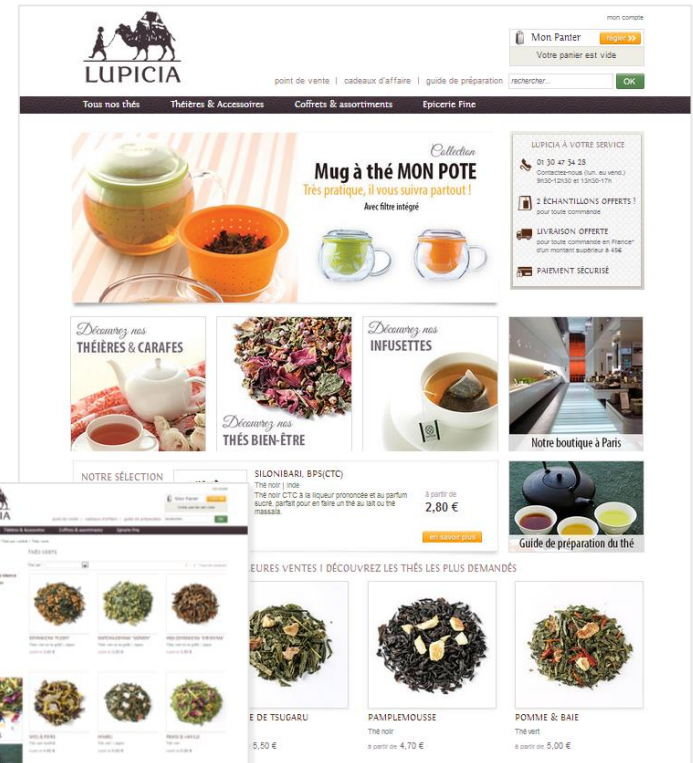 mon compte
LUPICIA
Mon Panier
régler
Votre panier est vide
point de vente | cadeaux d'affaire | guide de préparation
rechercher...
OK
Tous nos thés
Théières & Accessoires
Coffrets & assortiments
Epicerie Fine
Collection
Mug à thé MON POTE
Très pratique, il vous suivra partout !
Avec filtre intégré
LUPICIA À VOTRE SERVICE
01 30 47 34 28
Contactez-nous (lun. au vend.)
9h30-12h30 et 13h30-17h
2 ÉCHANTILLONS OFFERTS !
pour toute commande
LIVRAISON OFFERTE
pour toute commande en France*
d'un montant supérieur à 45€
PAIEMENT SÉCURISÉ
Découvrez nos
THÉIÈRES & CARAFES
Découvrez nos
THÉS BIEN-ÊTRE
Découvrez nos
INFUSETTES
Notre boutique à Paris
NOTRE SÉLECTION
SILONIBARI, BPS(CTC)
Thé noir | Inde
Thé noir CTC à la liqueur prononcée et au parfum
sucré, parfait pour en faire un thé au lait ou thé
massala.
à partir de
2,80 €
en savoir plus
Guide de préparation du thé
EURES VENTES ! DÉCOUVREZ LES THÉS LES PLUS DEMANDÉS
E DE TSUGARU
5,50 €
PAMPLEMOUSSE
Thé noir
à partir de 4,70 €
POMME & BAIE
Thé vert
à partir de 5,00 €
IA
Mon Panier
Théières & Accessoires
Coffrets & assortiments
Epicerie Fine
THÉS VERTS